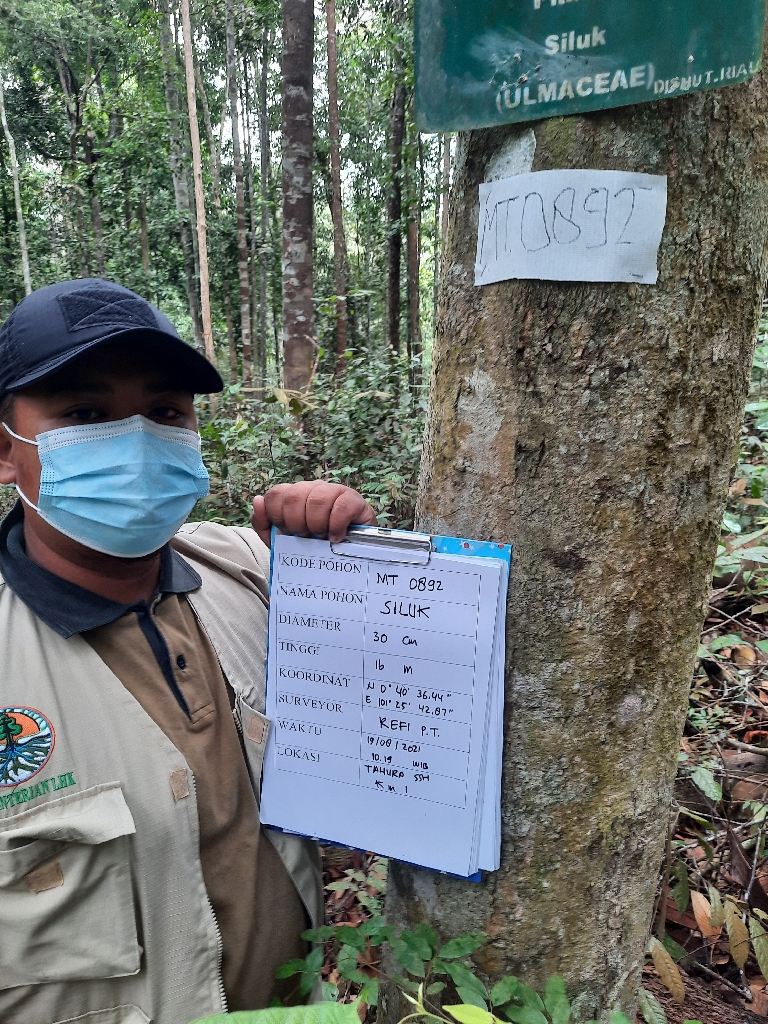 Siluk
(ULMACEAE)
DISHUT.RIAU
MT0892
KODE POHON MT 0892
NAMA POHON SILUK
DIAMETER 30 cm
TINGGI 16 m
KOORDINAT N 0° 40' 36.44"
E 101° 25' 42.87"
SURVEYOR REFI P.T.
WAKTU 19/08/2021
10.19 WIB
LOKASI TAHURA SSH
KM 1
NTERIAN LHK